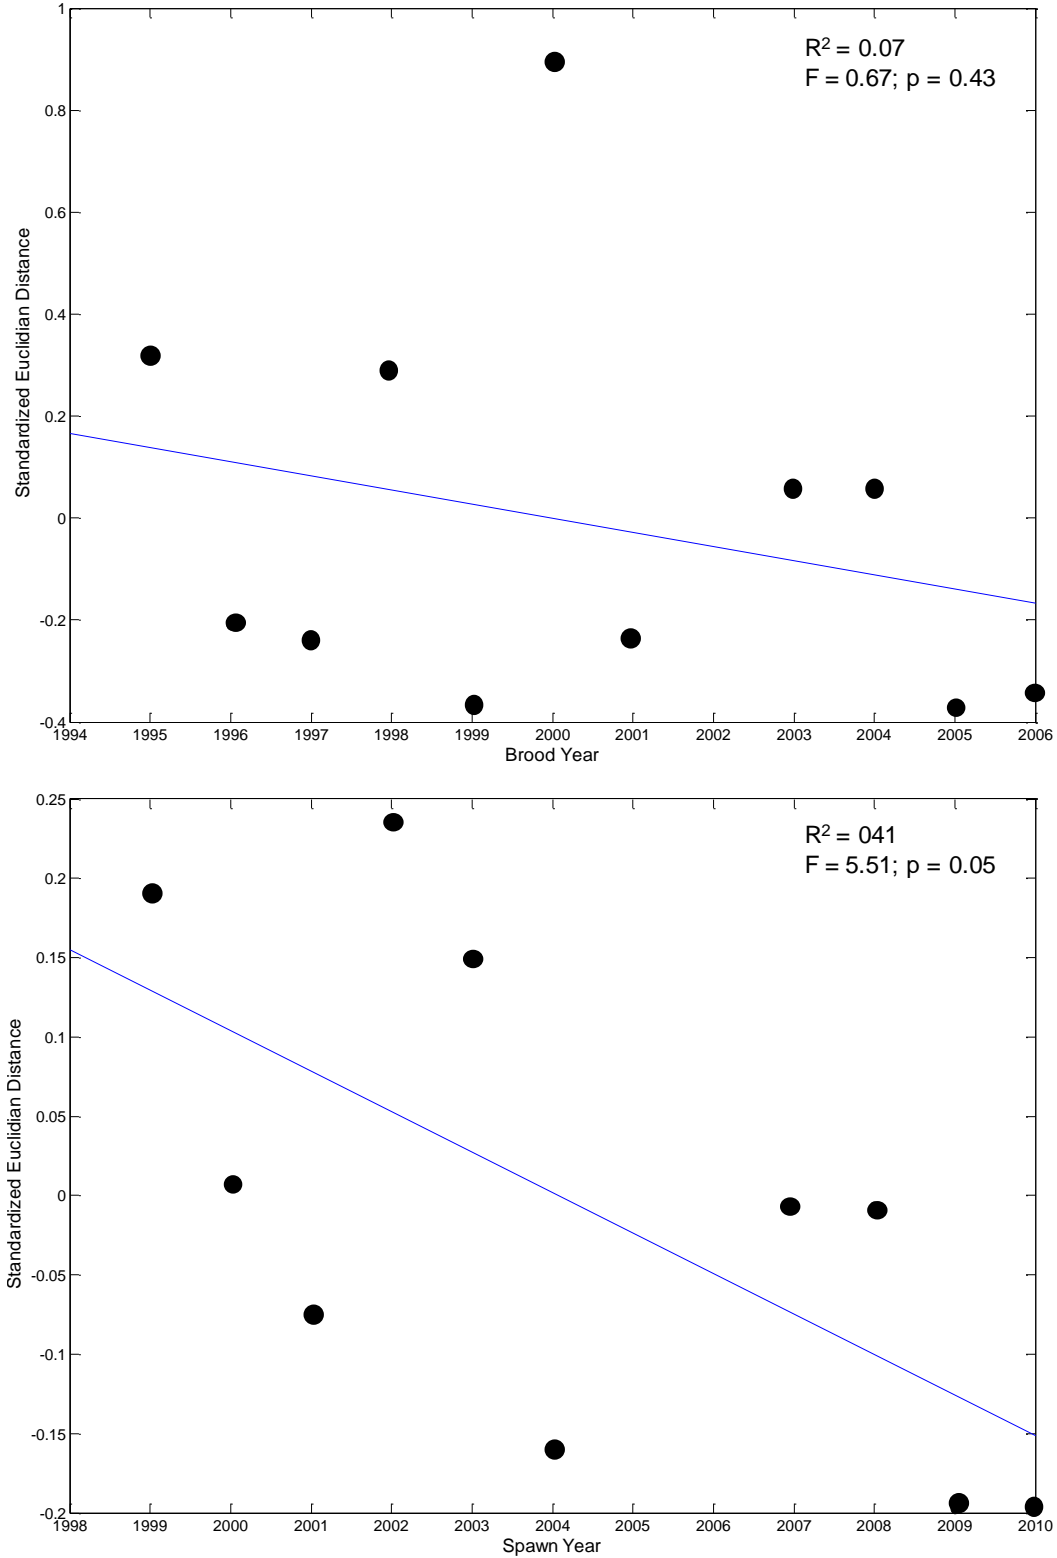 R² = 0.07
F = 0.67; p = 0.43
1
0.8
0.6
0.4
0.2
0
-0.2
-0.4
Standardized Euclidian Distance
1994 1995 1996 1997 1998 1999 2000 2001 2002 2003 2004 2005 2006
Brood Year
R² = 041
F = 5.51; p = 0.05
0.25
0.2
0.15
0.1
0.05
0
-0.05
-0.1
-0.15
-0.2
Standardized Euclidian Distance
1998 1999 2000 2001 2002 2003 2004 2005 2006 2007 2008 2009 2010
Spawn Year